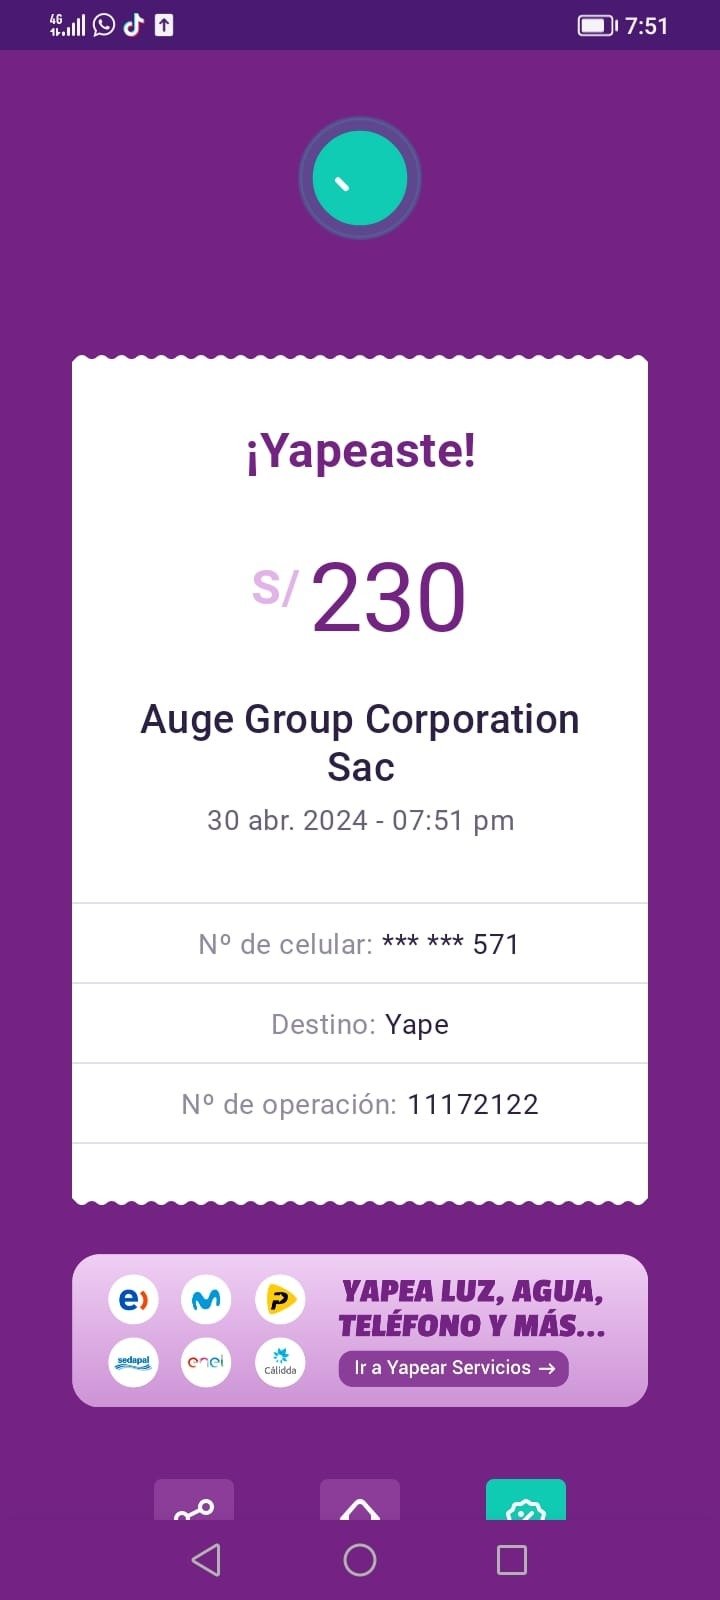 4G
7:51
¡Yapeaste!
S/ 230
Auge Group Corporation
Sac
30 abr. 2024 - 07:51 pm
Nº de celular: *** *** 571
Destino: Yape
Nº de operación: 11172122
e)
P
sedapal
enel
Cálidda
YAPEA LUZ, AGUA,
TELÉFONO Y MÁS...
Ir a Yapear Servicios →